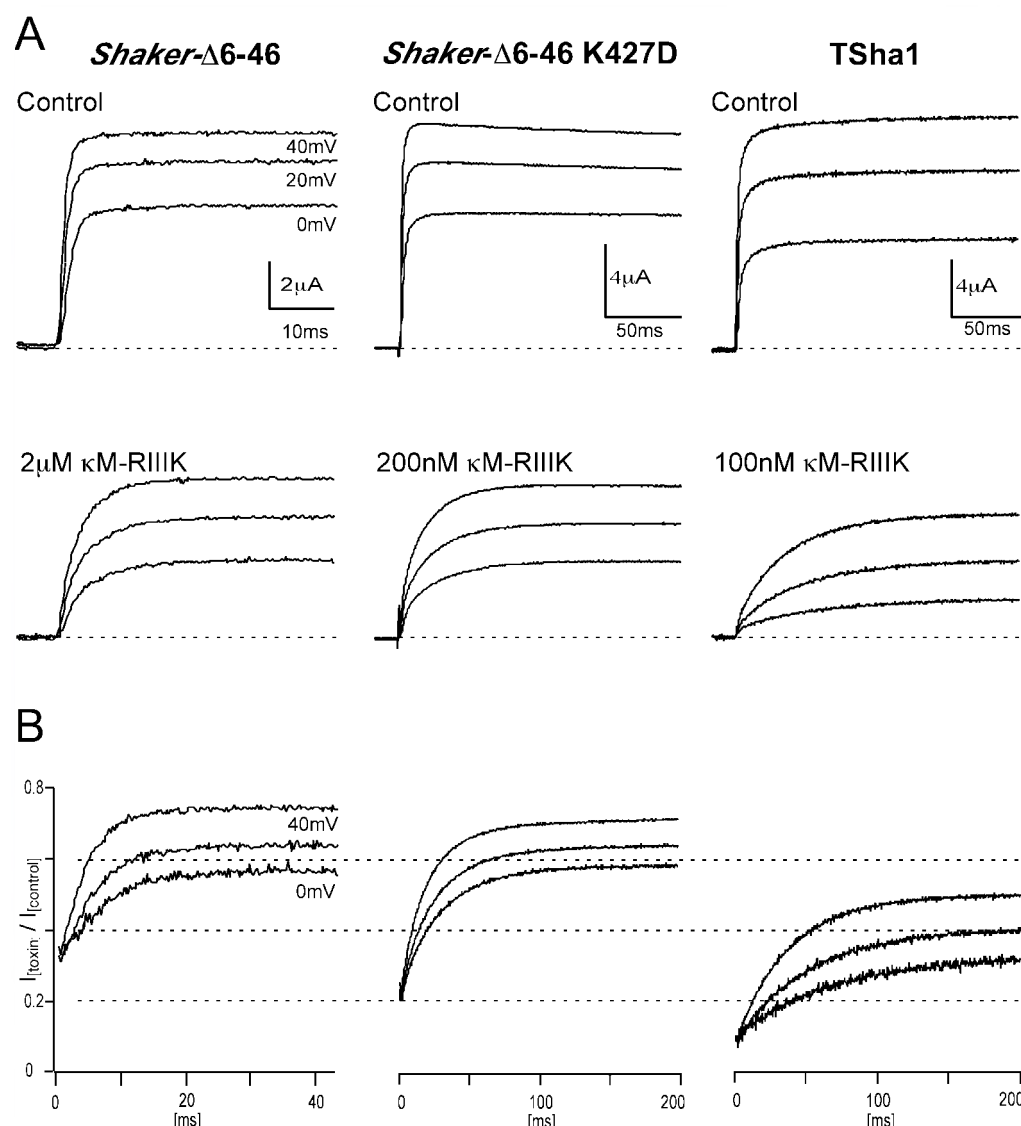 A
Shaker-Δ6-46
Shaker-Δ6-46 K427D
TSha1
Control
Control
Control
40mV
20mV
0mV
2μA
10ms
4μA
50ms
4μA
50ms
2μM κM-RIIIK
200nM κM-RIIIK
100nM κM-RIIIK
B
I[toxin] / I[control]
0.8
0.2
0
40mV
0mV
0
20
40
[ms]
0
100
200
[ms]
0
100
200
[ms]